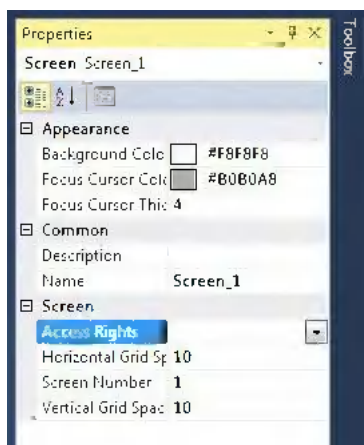 Toolbox
Properties
Screen Screen_1
A Z
Appearance
Background Colo #F8F8F8
Focus Cursor Colo #B0B0A8
Focus Cursor Thic 4
Common
Description
Name Screen_1
Screen
Access Rights
Horizontal Grid Sp 10
Screen Number 1
Vertical Grid Spac 10